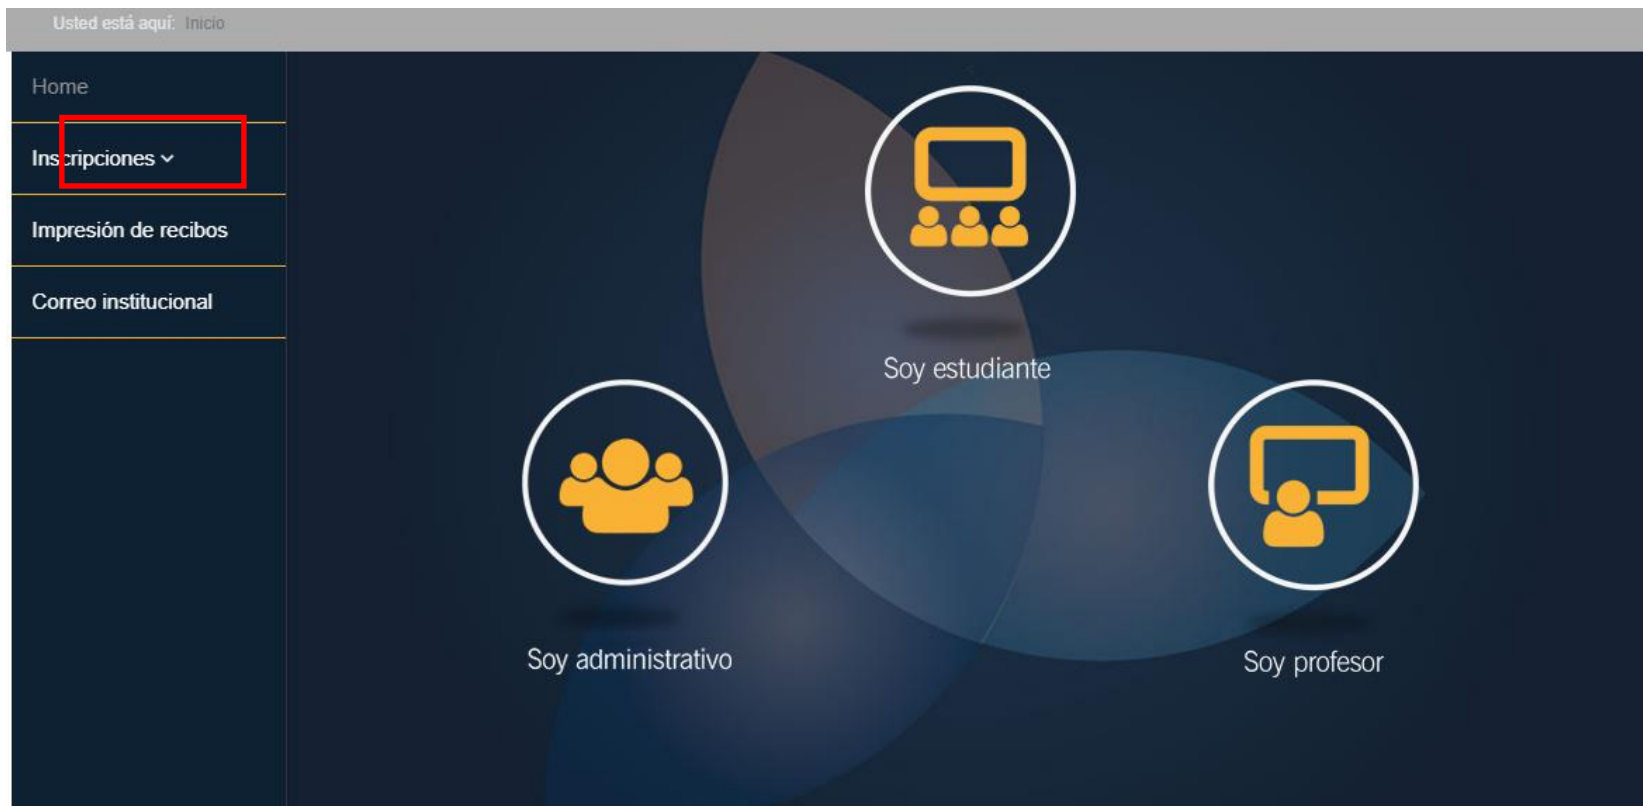 Usted está aquí: Inicio
Home
Inscripciones
Impresión de recibos
Correo institucional
Soy estudiante
Soy administrativo
Soy profesor